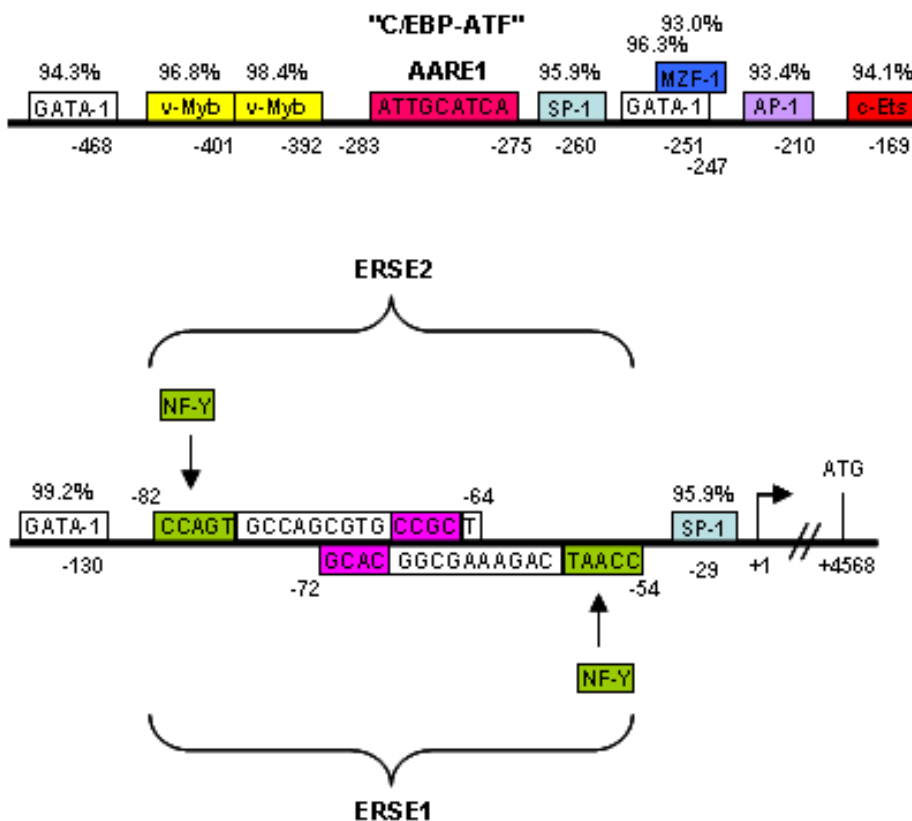 "C/EBP-ATF" 93.0%
96.3%
94.3% 96.8% 98.4% AARE1 95.9% MZF-1 93.4% 94.1%
GATA-1 v-Myb v-Myb ATTGCATCA SP-1 GATA-1 AP-1 c-Ets
-468 -401 -392 -283 -275 -260 -251 -210 -169
-247
ERSE2
NF-Y
ATG
99.2% -82 -64 95.9%
GATA-1 CCAGT GCCAGCGTG CCGC T SP-1
GCAC GGCGAAAGAC TAACC
-130 -72 -54 -29 +1 +4568
NF-Y
ERSE1